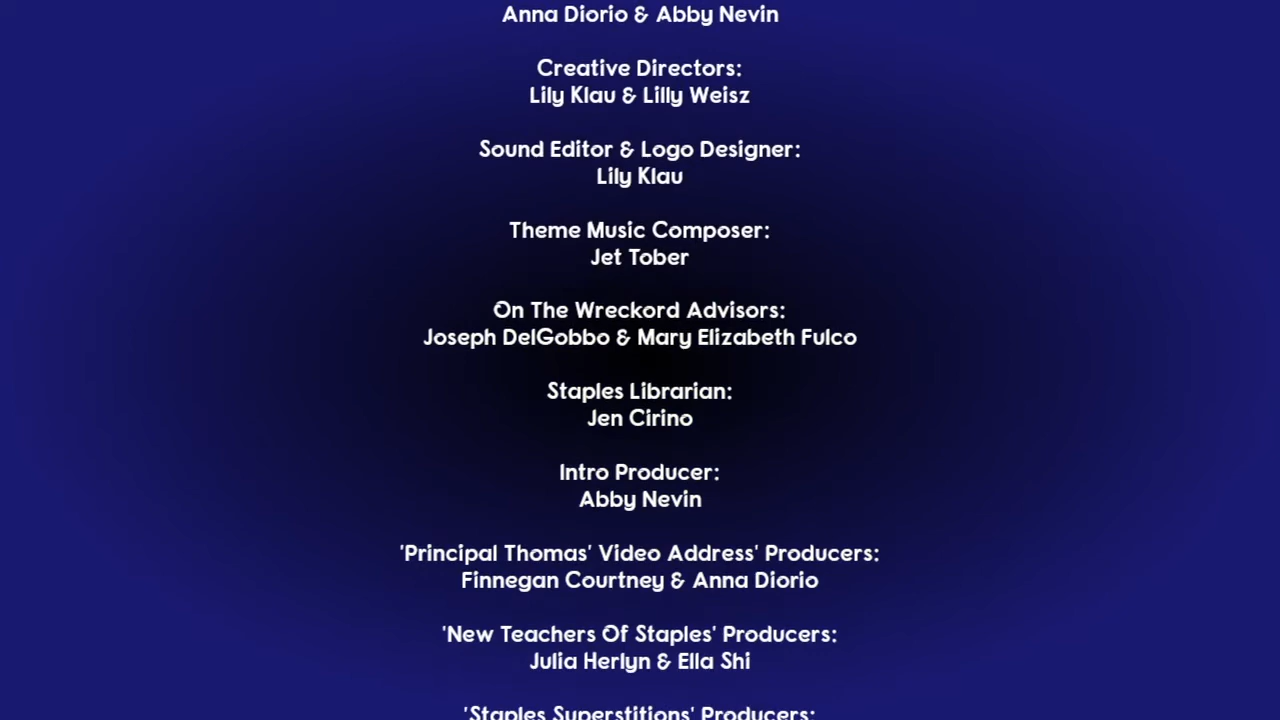 Anna Diorio & Abby Nevin
Creative Directors:
Lily Klau & Lilly Weisz
Sound Editor & Logo Designer:
Lily Klau
Theme Music Composer:
Jet Tober
On The Wreckord Advisors:
Joseph DelGobbo & Mary Elizabeth Fulco
Staples Librarian:
Jen Cirino
Intro Producer:
Abby Nevin
'Principal Thomas' Video Address' Producers:
Finnegan Courtney & Anna Diorio
'New Teachers Of Staples' Producers:
Julia Herlyn & Ella Shi
'Staples Superstitions' Producers: